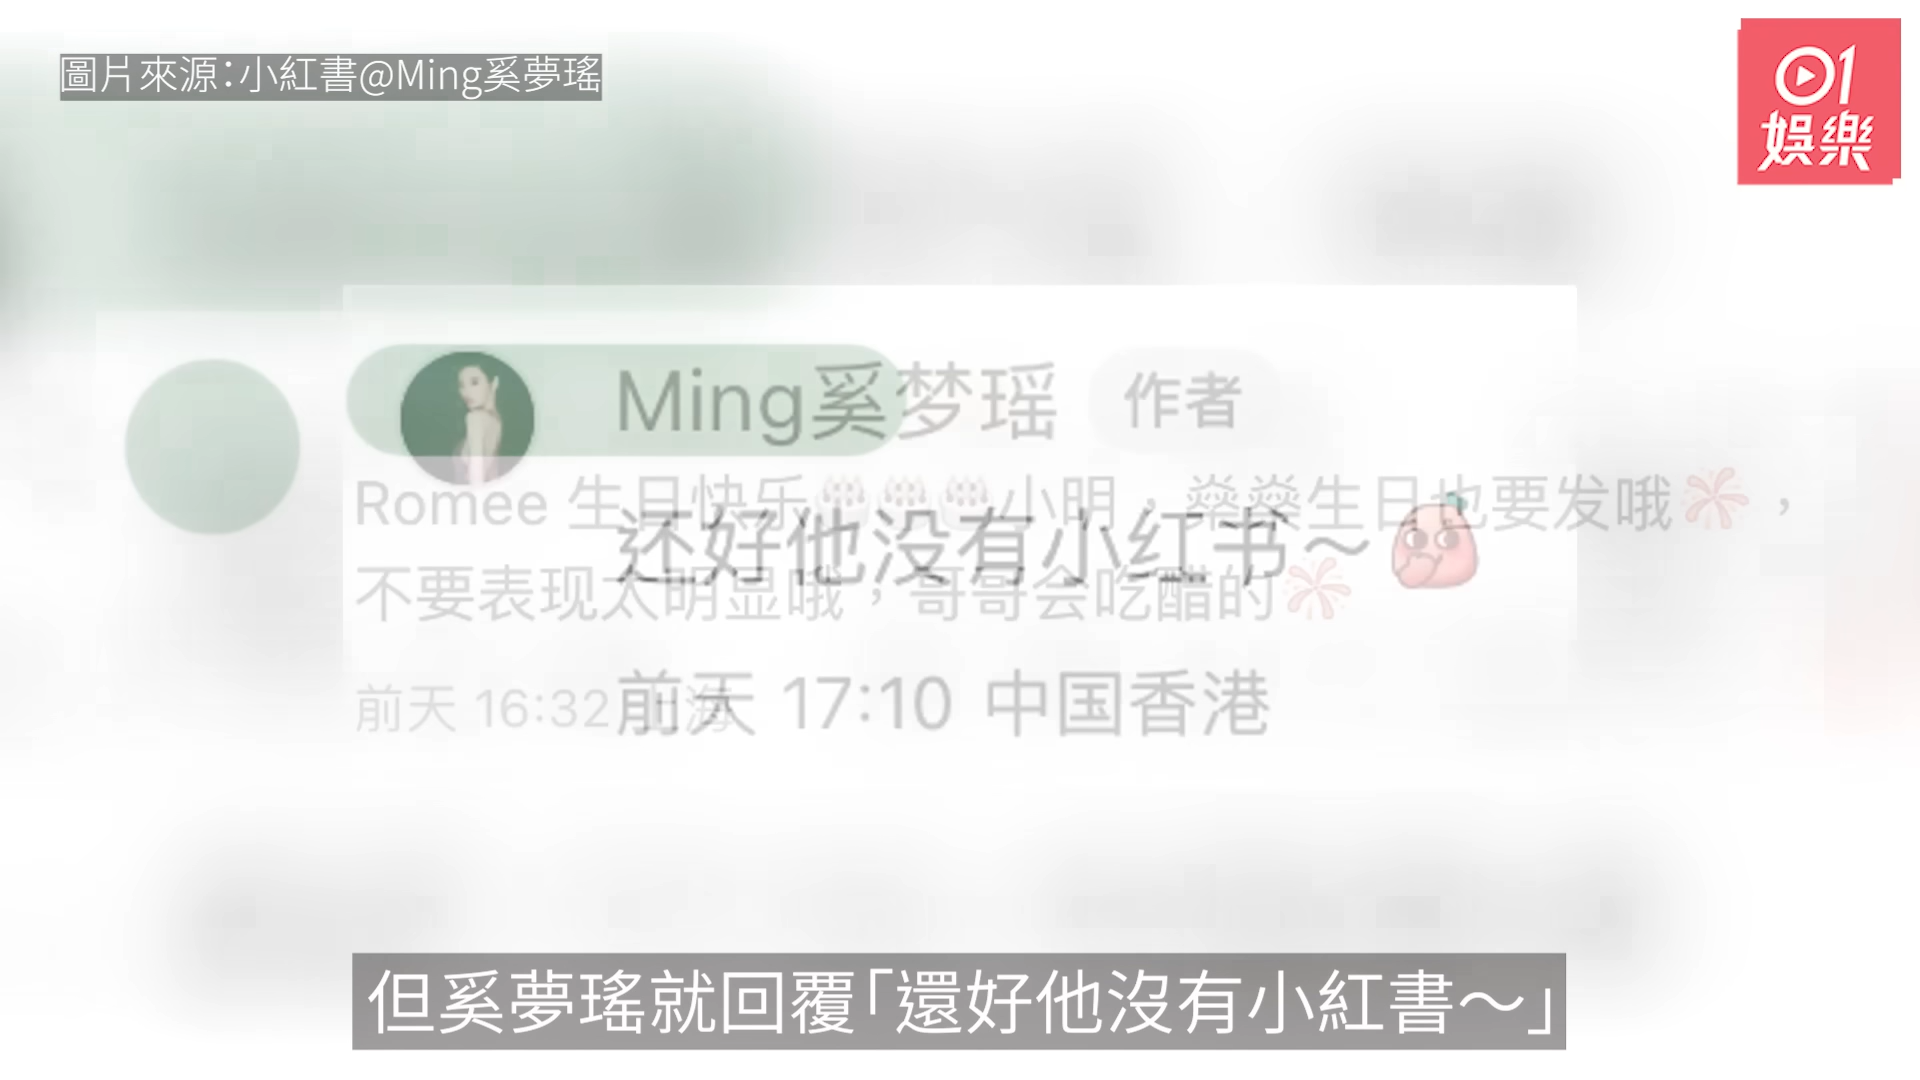 圖片來源：小紅書@Ming奚夢瑤
01
娛樂
Ming奚梦瑶 作者
Romee 生日快乐🎂🎂🎂小明，燊燊生日也要发哦🎆，
还好他没有小红书～
不要表现太明显哦，哥哥会吃醋的🎆
前天 16:32 上海
前天 17:10 中国香港
但奚夢瑤就回覆「還好他沒有小紅書～」